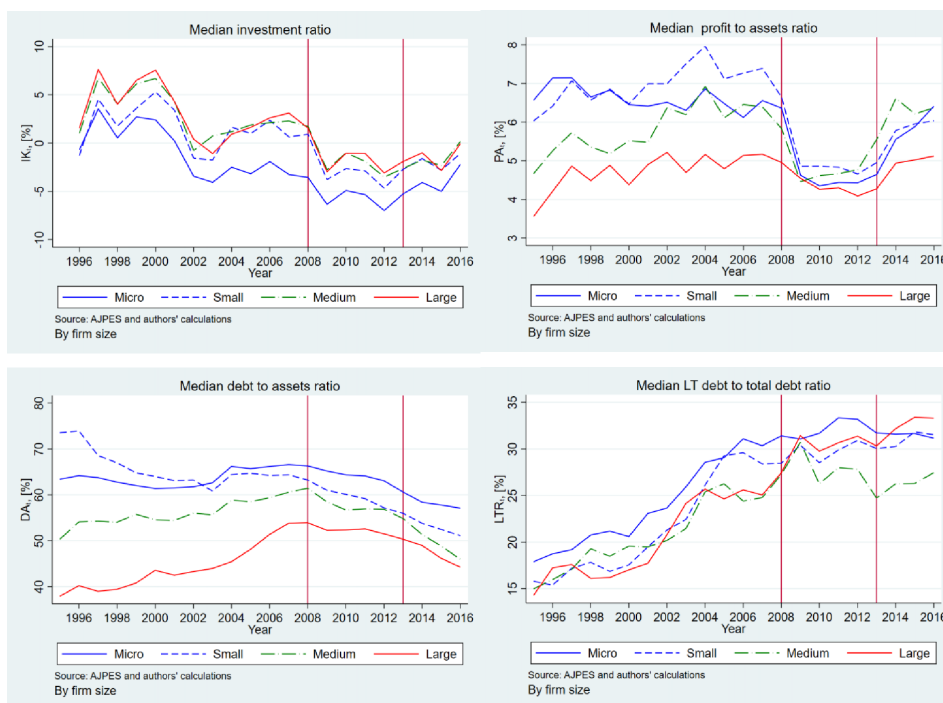 Median investment ratio
IKₜ, [%]
10
5
0
-5
-10
1996 1998 2000 2002 2004 2006 2008 2010 2012 2014 2016
Year
Micro Small Medium Large
Source: AJPES and authors' calculations
By firm size
Median profit to assets ratio
PAₜ, [%]
8
7
6
5
4
3
1996 1998 2000 2002 2004 2006 2008 2010 2012 2014 2016
Year
Micro Small Medium Large
Source: AJPES and authors' calculations
By firm size
Median debt to assets ratio
DAₜ, [%]
80
70
60
50
40
1996 1998 2000 2002 2004 2006 2008 2010 2012 2014 2016
Year
Micro Small Medium Large
Source: AJPES and authors' calculations
By firm size
Median LT debt to total debt ratio
LTRₜ, [%]
35
30
25
20
15
1996 1998 2000 2002 2004 2006 2008 2010 2012 2014 2016
Year
Micro Small Medium Large
Source: AJPES and authors' calculations
By firm size